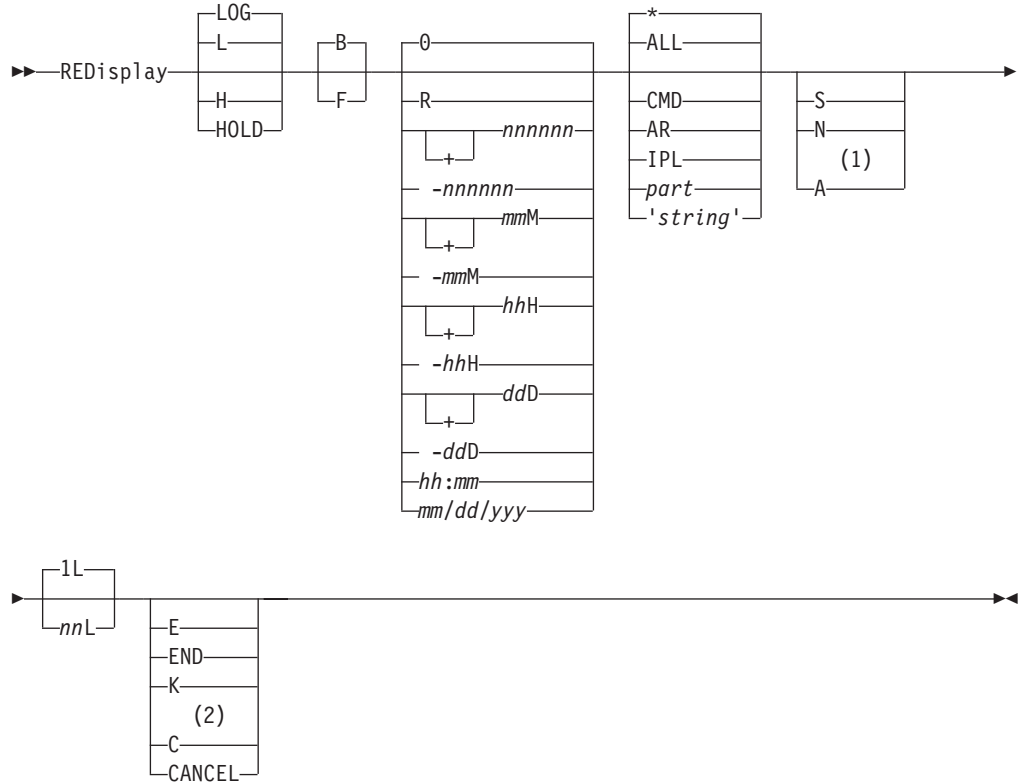 LOG
L
REDisplay
H
HOLD
B
F
0
R
nnnnnn
+
-nnnnnn
mmM
+
-mmM
hhH
+
-hhH
ddD
+
-ddD
hh:mm
mm/dd/yyy
*
ALL
CMD
AR
IPL
part
'string'
S
N
(1)
A
1L
nnL
E
END
K
(2)
C
CANCEL